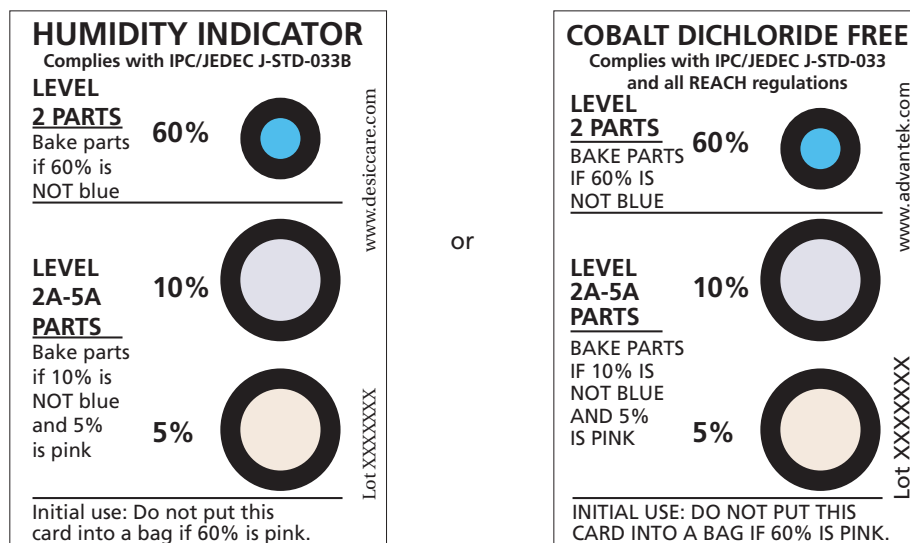 HUMIDITY INDICATOR
Complies with IPC/JEDEC J-STD-033B
LEVEL
2 PARTS
Bake parts
if 60% is
NOT blue
60%
www.desiccare.com
LEVEL
2A-5A
PARTS
Bake parts
if 10% is
NOT blue
and 5%
is pink
10%
5%
Lot XXXXXXX
Initial use: Do not put this
card into a bag if 60% is pink.
or
COBALT DICHLORIDE FREE
Complies with IPC/JEDEC J-STD-033
and all REACH regulations
LEVEL
2 PARTS
BAKE PARTS
IF 60% IS
NOT BLUE
60%
www.advantek.com
LEVEL
2A-5A
PARTS
BAKE PARTS
IF 10% IS
NOT BLUE
AND 5%
IS PINK
10%
5%
Lot XXXXXXX
INITIAL USE: DO NOT PUT THIS
CARD INTO A BAG IF 60% IS PINK.